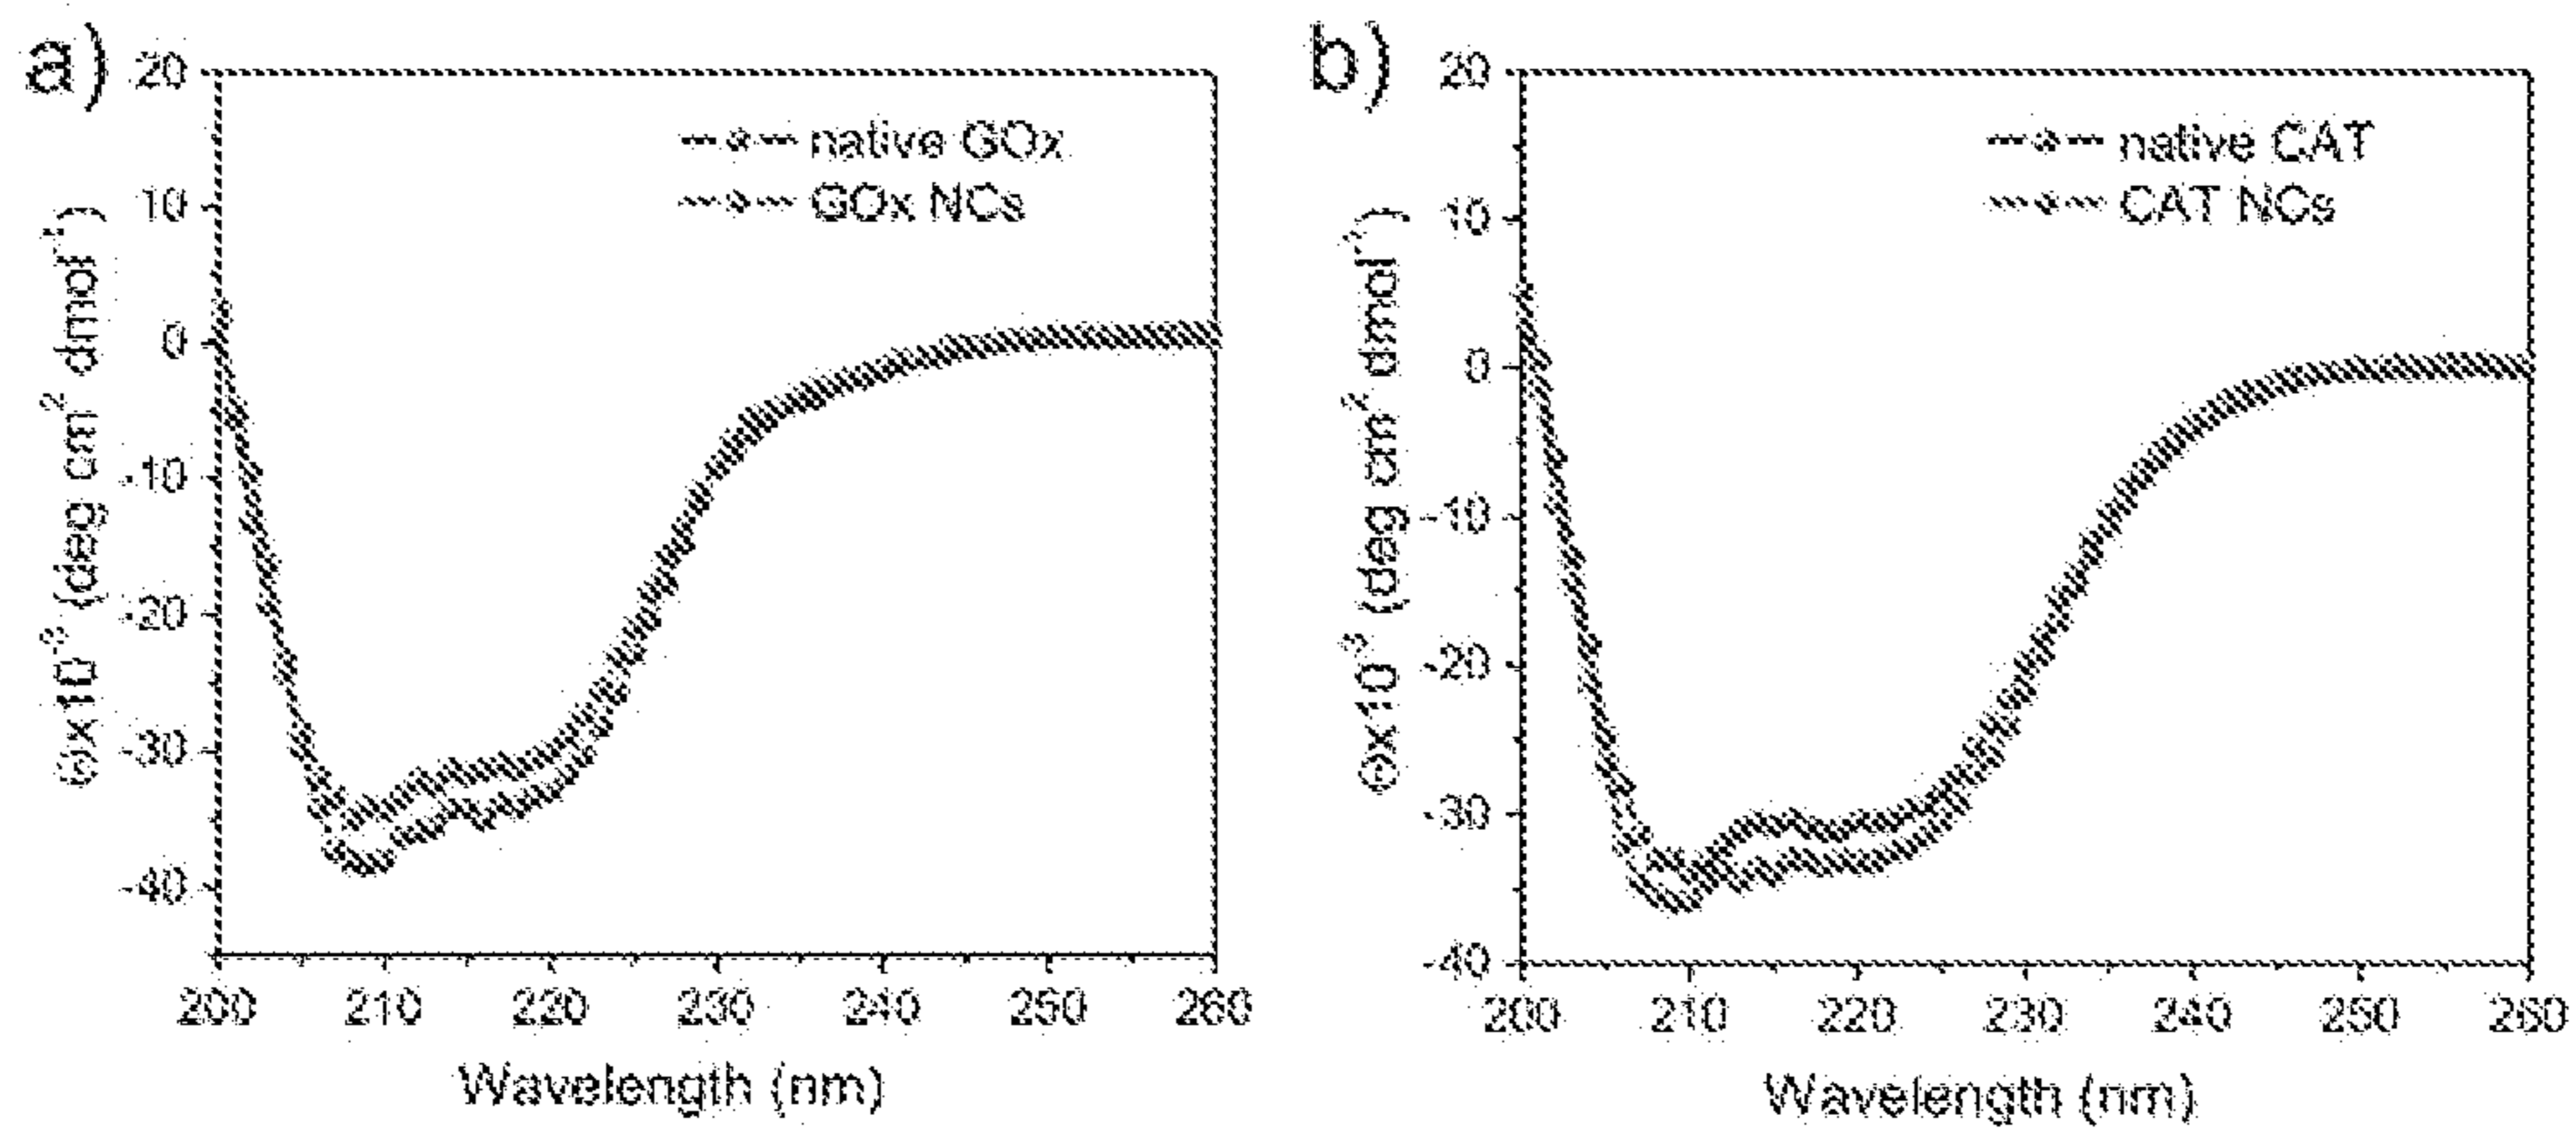 a)
20
10
0
-10
-20
-30
-40
200 210 220 230 240 250 260
Wavelength (nm)
Θx10⁻³ (deg cm² dmol⁻¹)
native GOx
GOx NCs
b)
20
10
0
-10
-20
-30
-40
200 210 220 230 240 250 260
Wavelength (nm)
Θx10⁻³ (deg cm² dmol⁻¹)
native CAT
CAT NCs